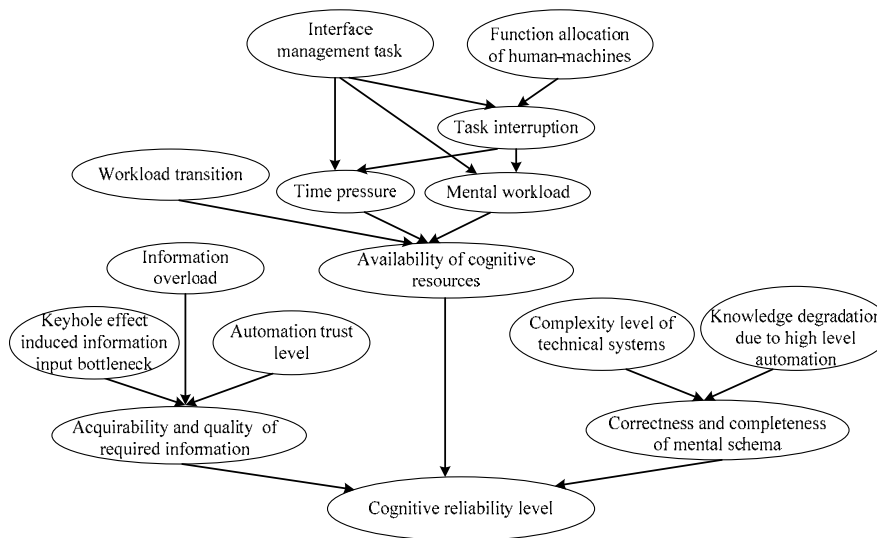 Interface
management task
Function allocation
of human-machines
Task interruption
Workload transition
Time pressure
Mental workload
Information
overload
Availability of cognitive
resources
Keyhole effect
induced information
input bottleneck
Automation trust
level
Complexity level of
technical systems
Knowledge degradation
due to high level
automation
Acquirability and quality of
required information
Correctness and completeness
of mental schema
Cognitive reliability level